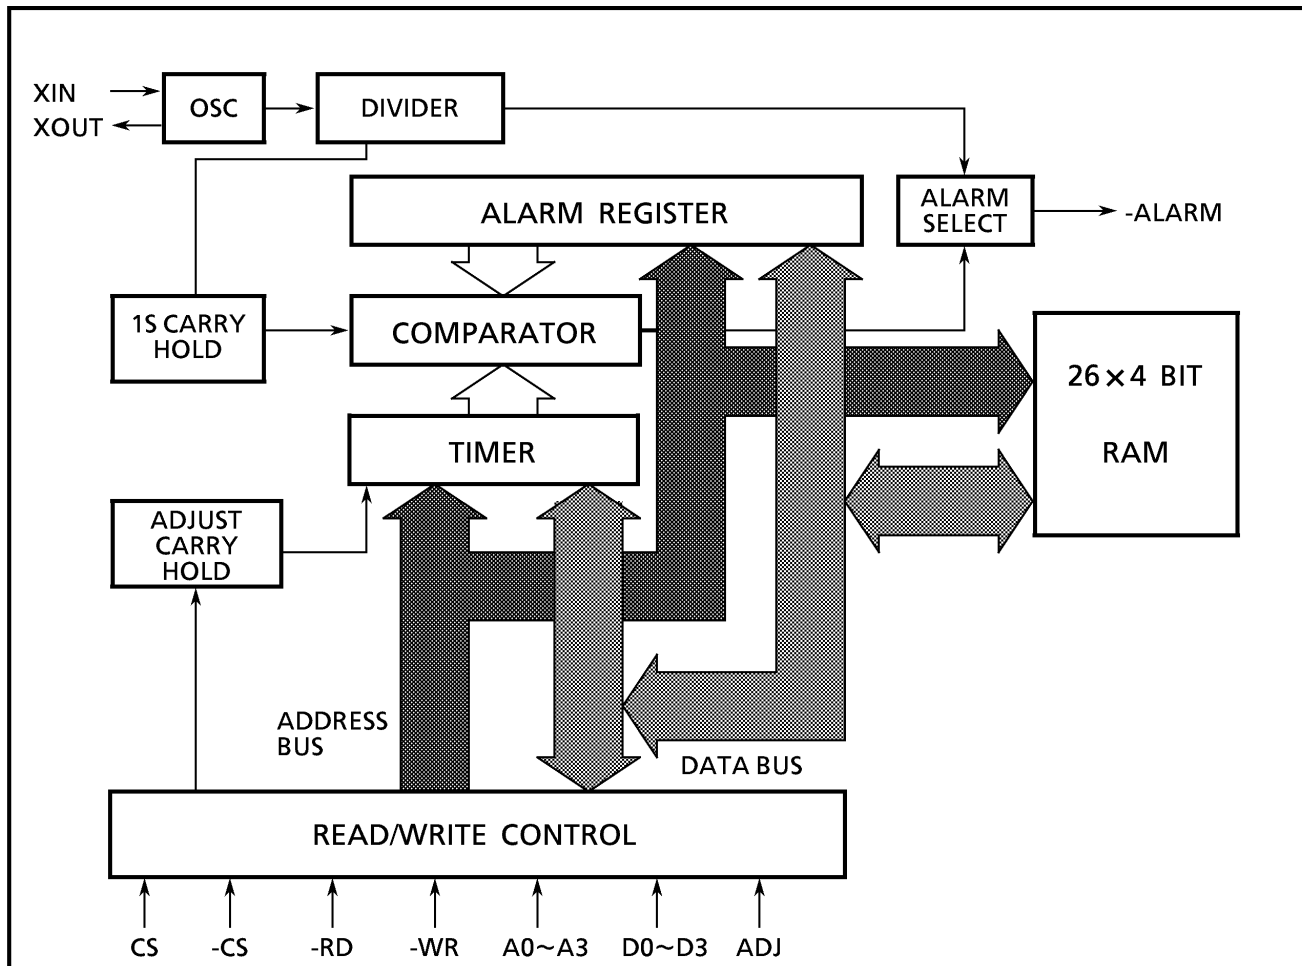 XIN
XOUT
OSC
DIVIDER
ALARM REGISTER
ALARM
SELECT
-ALARM
1S CARRY
HOLD
COMPARATOR
26×4 BIT
RAM
TIMER
ADJUST
CARRY
HOLD
ADDRESS
BUS
DATA BUS
READ/WRITE CONTROL
CS
-CS
-RD
-WR
A0~A3
D0~D3
ADJ